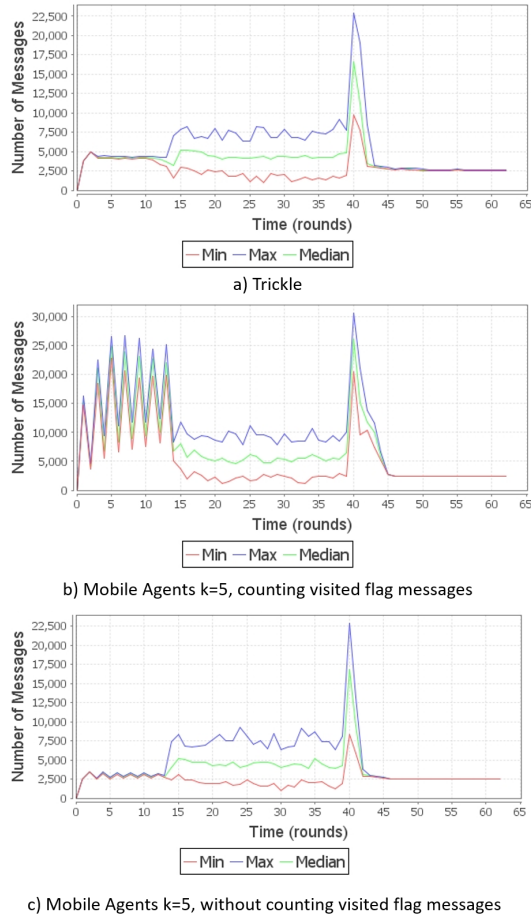 Number of Messages
22,500
20,000
17,500
15,000
12,500
10,000
7,500
5,000
2,500
0
0 5 10 15 20 25 30 35 40 45 50 55 60 65
Time (rounds)
Min Max Median
a) Trickle
Number of Messages
30,000
25,000
20,000
15,000
10,000
5,000
0
0 5 10 15 20 25 30 35 40 45 50 55 60 65
Time (rounds)
Min Max Median
b) Mobile Agents k=5, counting visited flag messages
Number of Messages
22,500
20,000
17,500
15,000
12,500
10,000
7,500
5,000
2,500
0
0 5 10 15 20 25 30 35 40 45 50 55 60 65
Time (rounds)
Min Max Median
c) Mobile Agents k=5, without counting visited flag messages